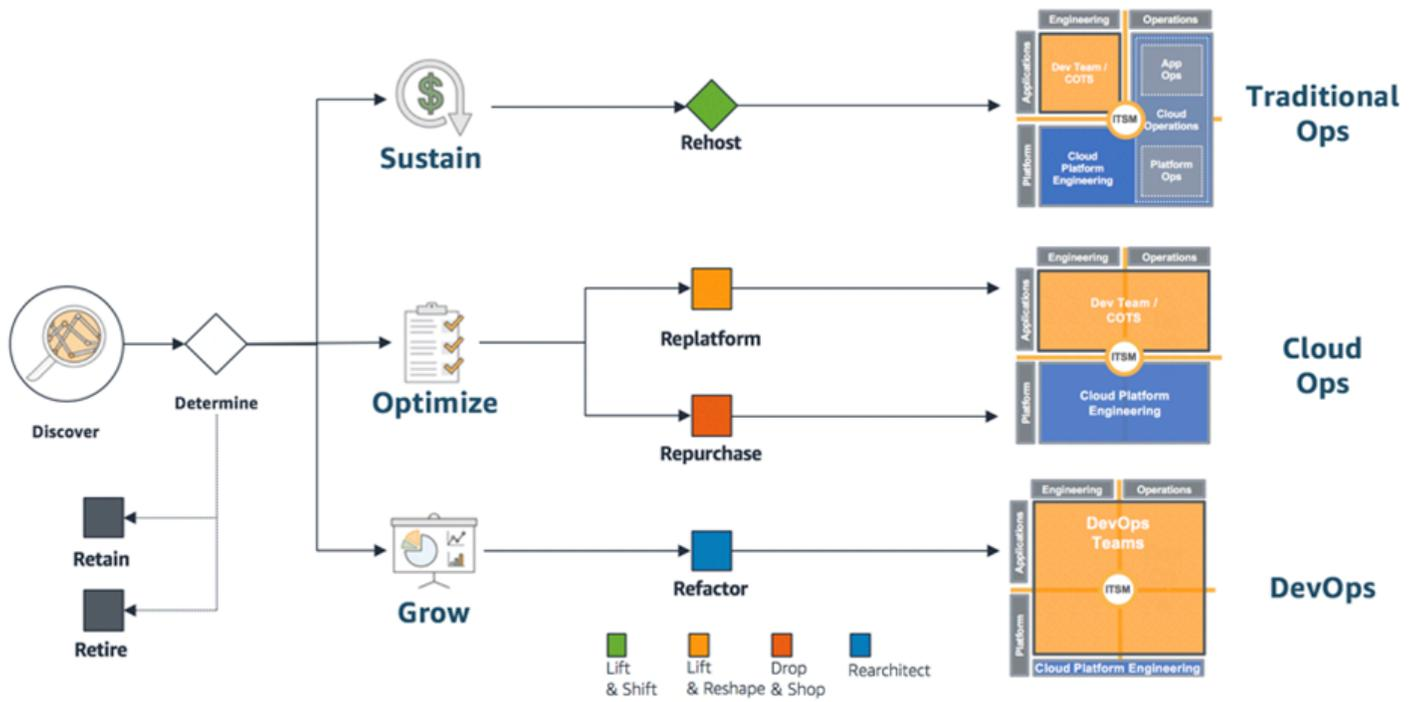 Engineering
Operations
Applications
Platform
Dev Team /
COTS
App
Ops
ITSM
Cloud
Operations
Cloud
Platform
Engineering
Platform
Ops
Traditional
Ops
$
Sustain
Rehost
Discover
Determine
Retain
Retire
Optimize
Replatform
Repurchase
Engineering
Operations
Applications
Platform
Dev Team /
COTS
ITSM
Cloud Platform
Engineering
Cloud
Ops
Grow
Refactor
Engineering
Operations
Applications
Platform
DevOps
Teams
ITSM
Cloud Platform Engineering
DevOps
Lift
& Shift
Lift
& Reshape
Drop
& Shop
Rearchitect